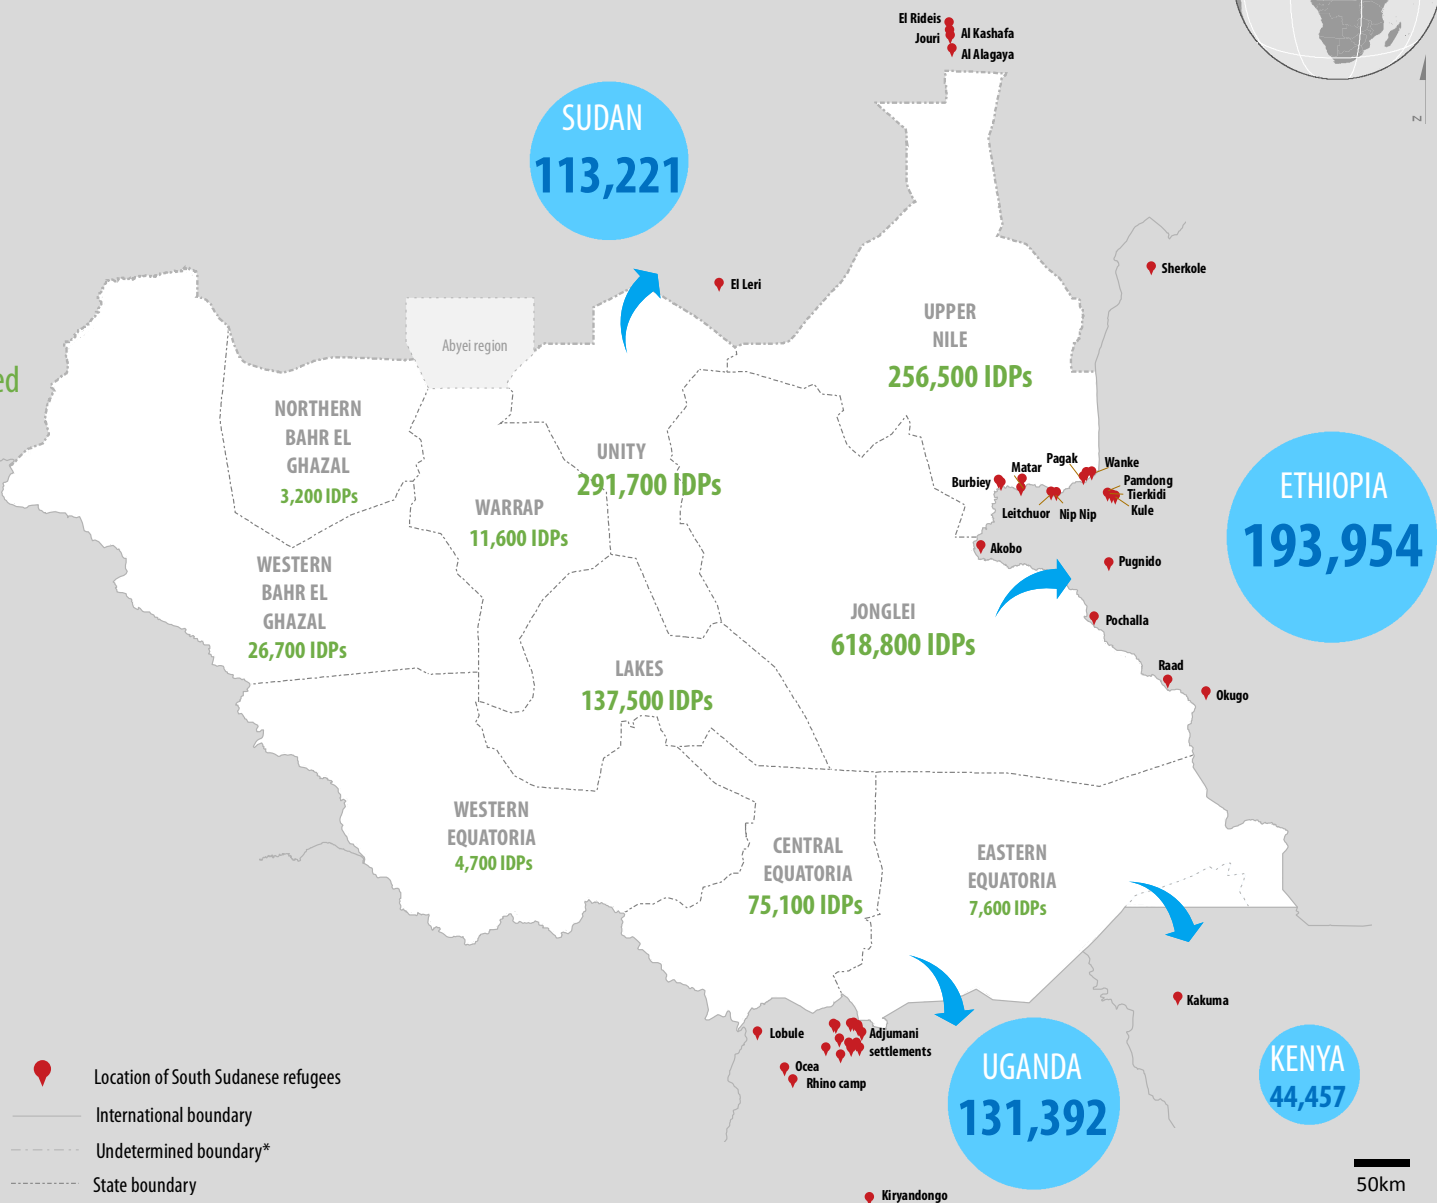 El Rideis
Jouri
Al Kashafa
Al Alagaya
z
SUDAN
113,221
Sherkole
El Leri
UPPER
NILE
256,500 IDPs
Abyei region
ed
NORTHERN
BAHR EL
GHAZAL
3,200 IDPs
UNITY
291,700 IDPs
WARRAP
11,600 IDPs
Pagak
Wanke
Matar
Burbiey
Pamdong
Tierkidi
Kule
Leitchuor
Nip Nip
ETHIOPIA
193,954
Akobo
Pugnido
WESTERN
BAHR EL
GHAZAL
26,700 IDPs
JONGLEI
618,800 IDPs
Pochalla
Raad
Okugo
LAKES
137,500 IDPs
WESTERN
EQUATORIA
4,700 IDPs
CENTRAL
EQUATORIA
75,100 IDPs
EASTERN
EQUATORIA
7,600 IDPs
Kakuma
Lobule
Adjumani
settlements
Ocea
Rhino camp
UGANDA
131,392
KENYA
44,457
Location of South Sudanese refugees
International boundary
Undetermined boundary*
State boundary
50km
Kiryandongo